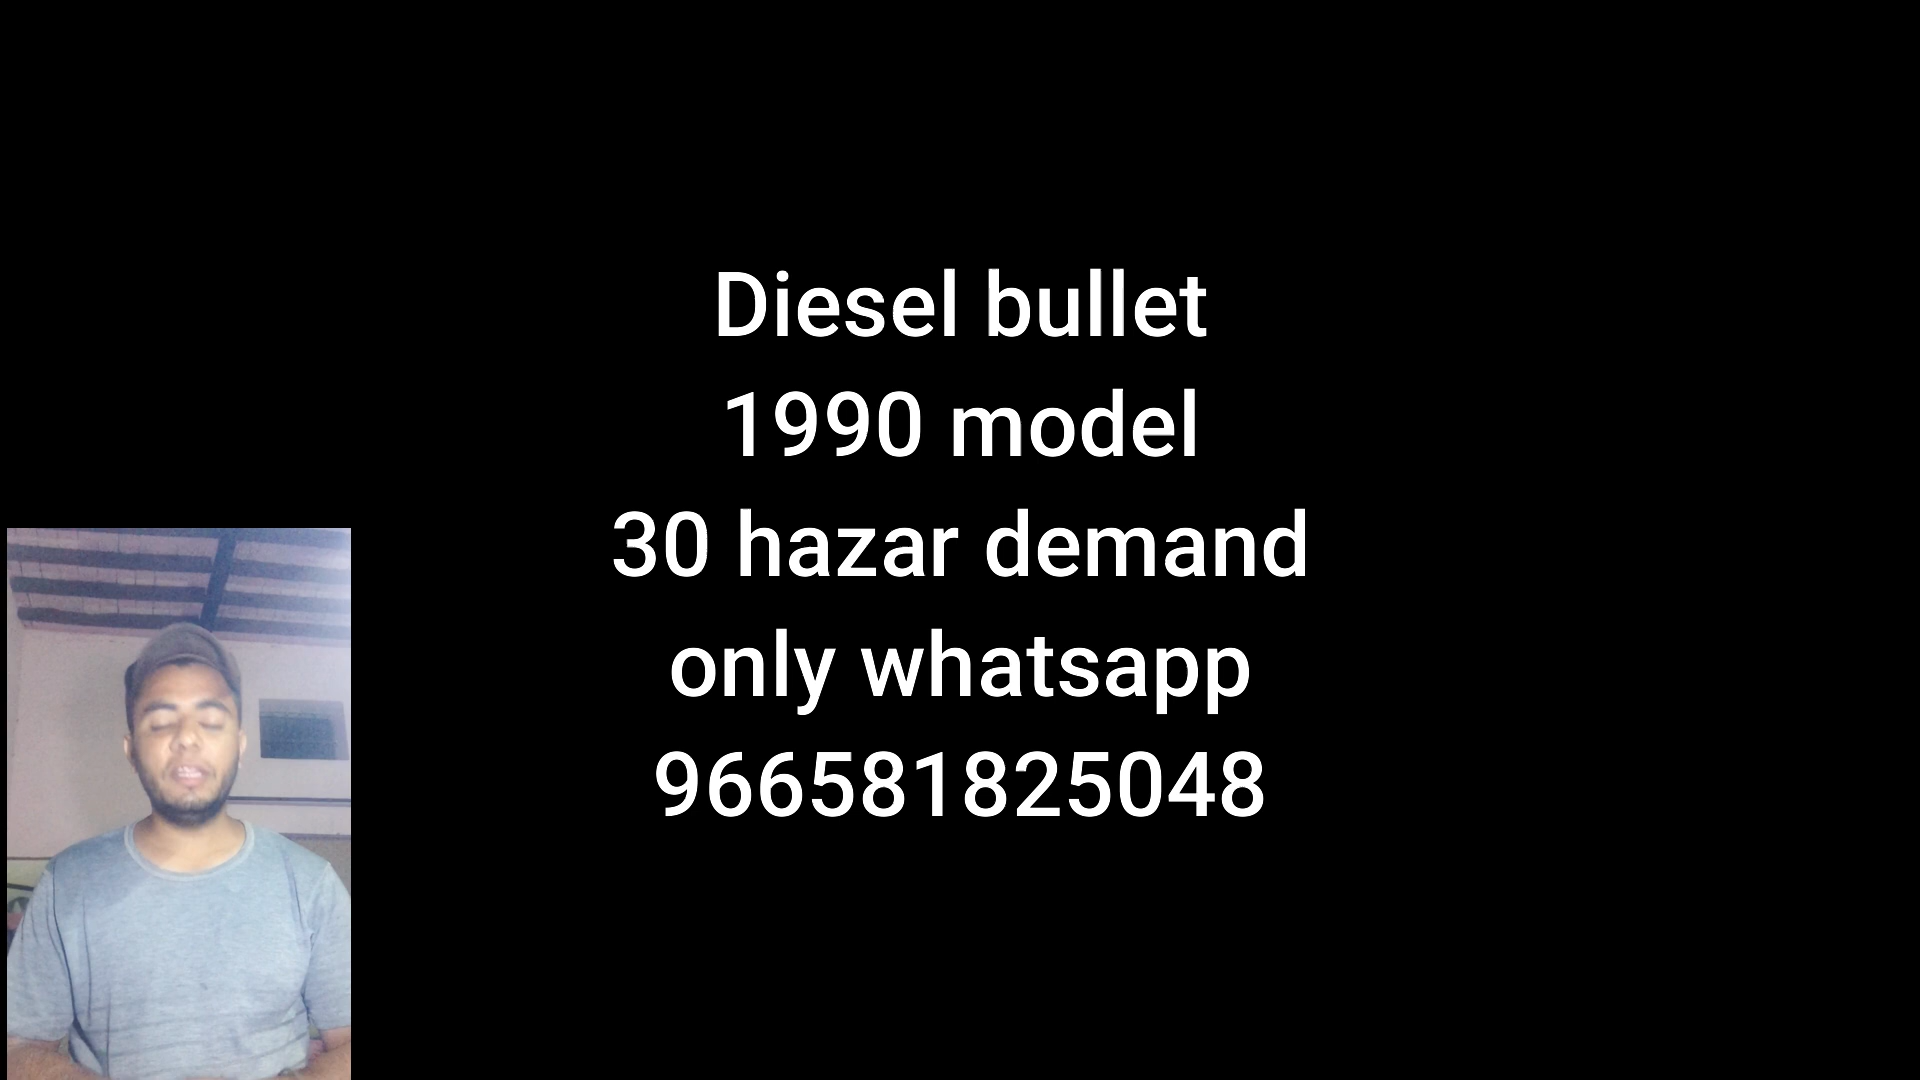 Diesel bullet
1990 model
30 hazar demand
only whatsapp
966581825048